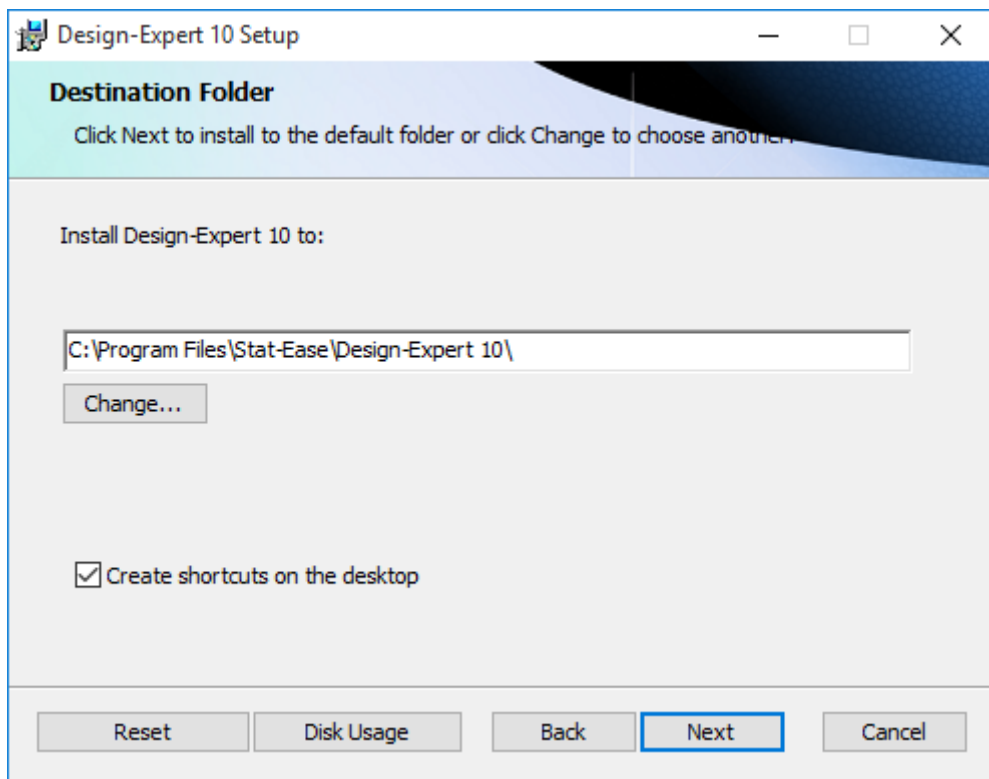 Design-Expert 10 Setup
Destination Folder
Click Next to install to the default folder or click Change to choose another.
Install Design-Expert 10 to:
C:\Program Files\Stat-Ease\Design-Expert 10\
Change...
Create shortcuts on the desktop
Reset Disk Usage Back Next Cancel